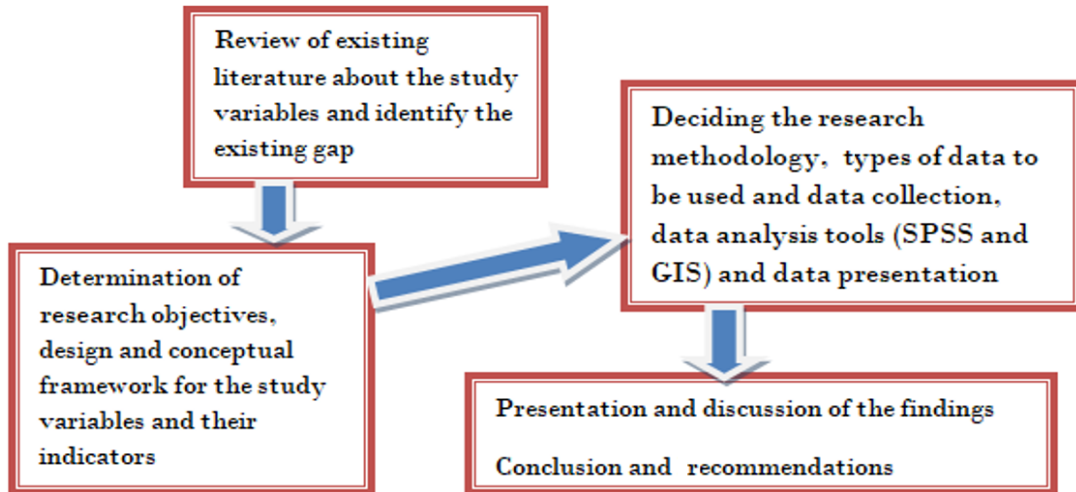 Review of existing
literature about the study
variables and identify the
existing gap
Determination of
research objectives,
design and conceptual
framework for the study
variables and their
indicators
Deciding the research
methodology, types of data to
be used and data collection,
data analysis tools (SPSS and
GIS) and data presentation
Presentation and discussion of the findings
Conclusion and recommendations